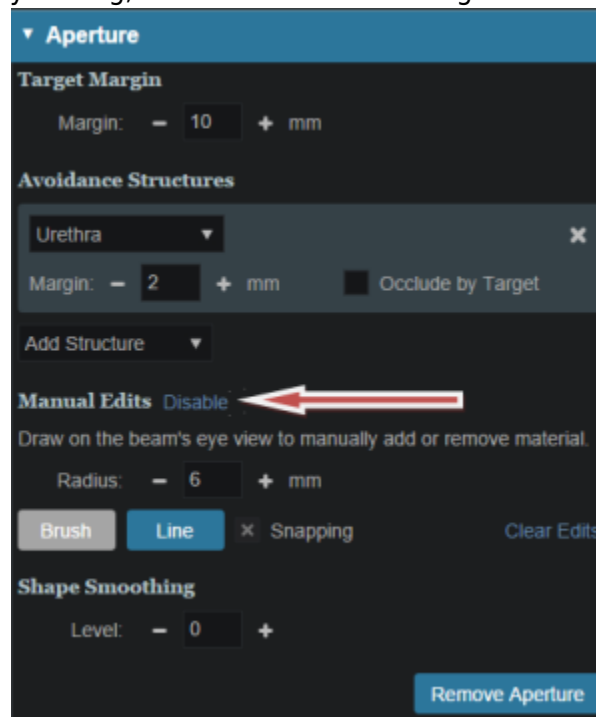 Aperture
Target Margin
Margin: − 10 + mm
Avoidance Structures
Urethra
Margin: − 2 + mm Occlude by Target
Add Structure
Manual Edits Disable
Draw on the beam's eye view to manually add or remove material.
Radius: − 6 + mm
Brush Line Snapping Clear Edits
Shape Smoothing
Level: − 0 +
Remove Aperture